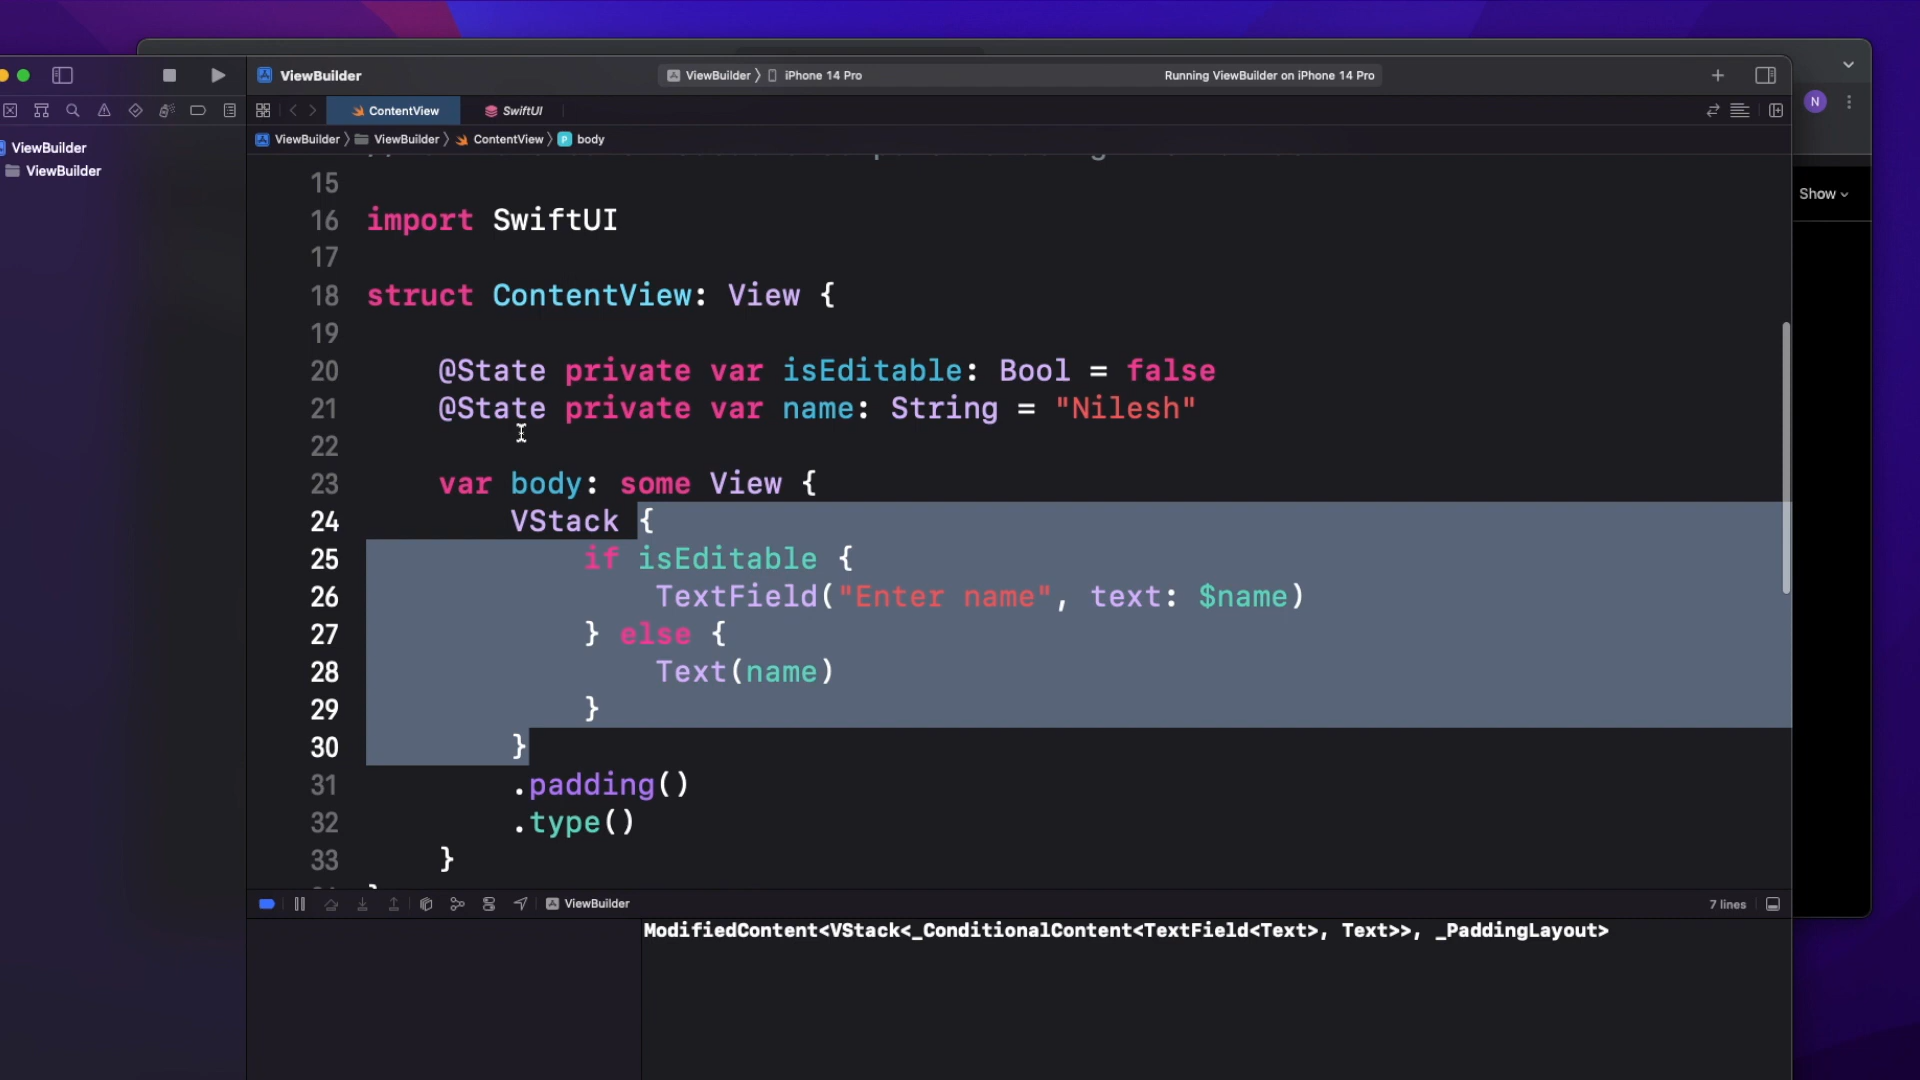 ViewBuilder
ViewBuilder
iPhone 14 Pro
Running ViewBuilder on iPhone 14 Pro
N
ContentView
SwiftUI
ViewBuilder
ViewBuilder
ContentView
P
body
ViewBuilder
ViewBuilder
Show
15
16 import SwiftUI
17
18 struct ContentView: View {
19
20 @State private var isEditable: Bool = false
21 @State private var name: String = "Nilesh"
22
23 var body: some View {
24 VStack {
25 if isEditable {
26 TextField("Enter name", text: $name)
27 } else {
28 Text(name)
29 }
30 }
31 .padding()
32 .type()
33 }
ViewBuilder
7 lines
ModifiedContent<VStack<_ConditionalContent<TextField<Text>, Text>>, _PaddingLayout>